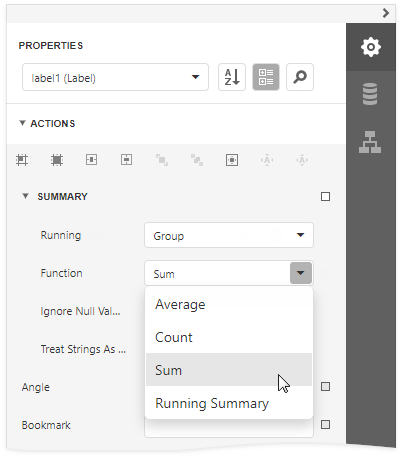 PROPERTIES
label1 (Label)
A
Z
ACTIONS
A
A
SUMMARY
Running
Group
Function
Sum
Ignore Null Val...
Average
Count
Treat Strings As ...
Sum
Angle
Running Summary
Bookmark